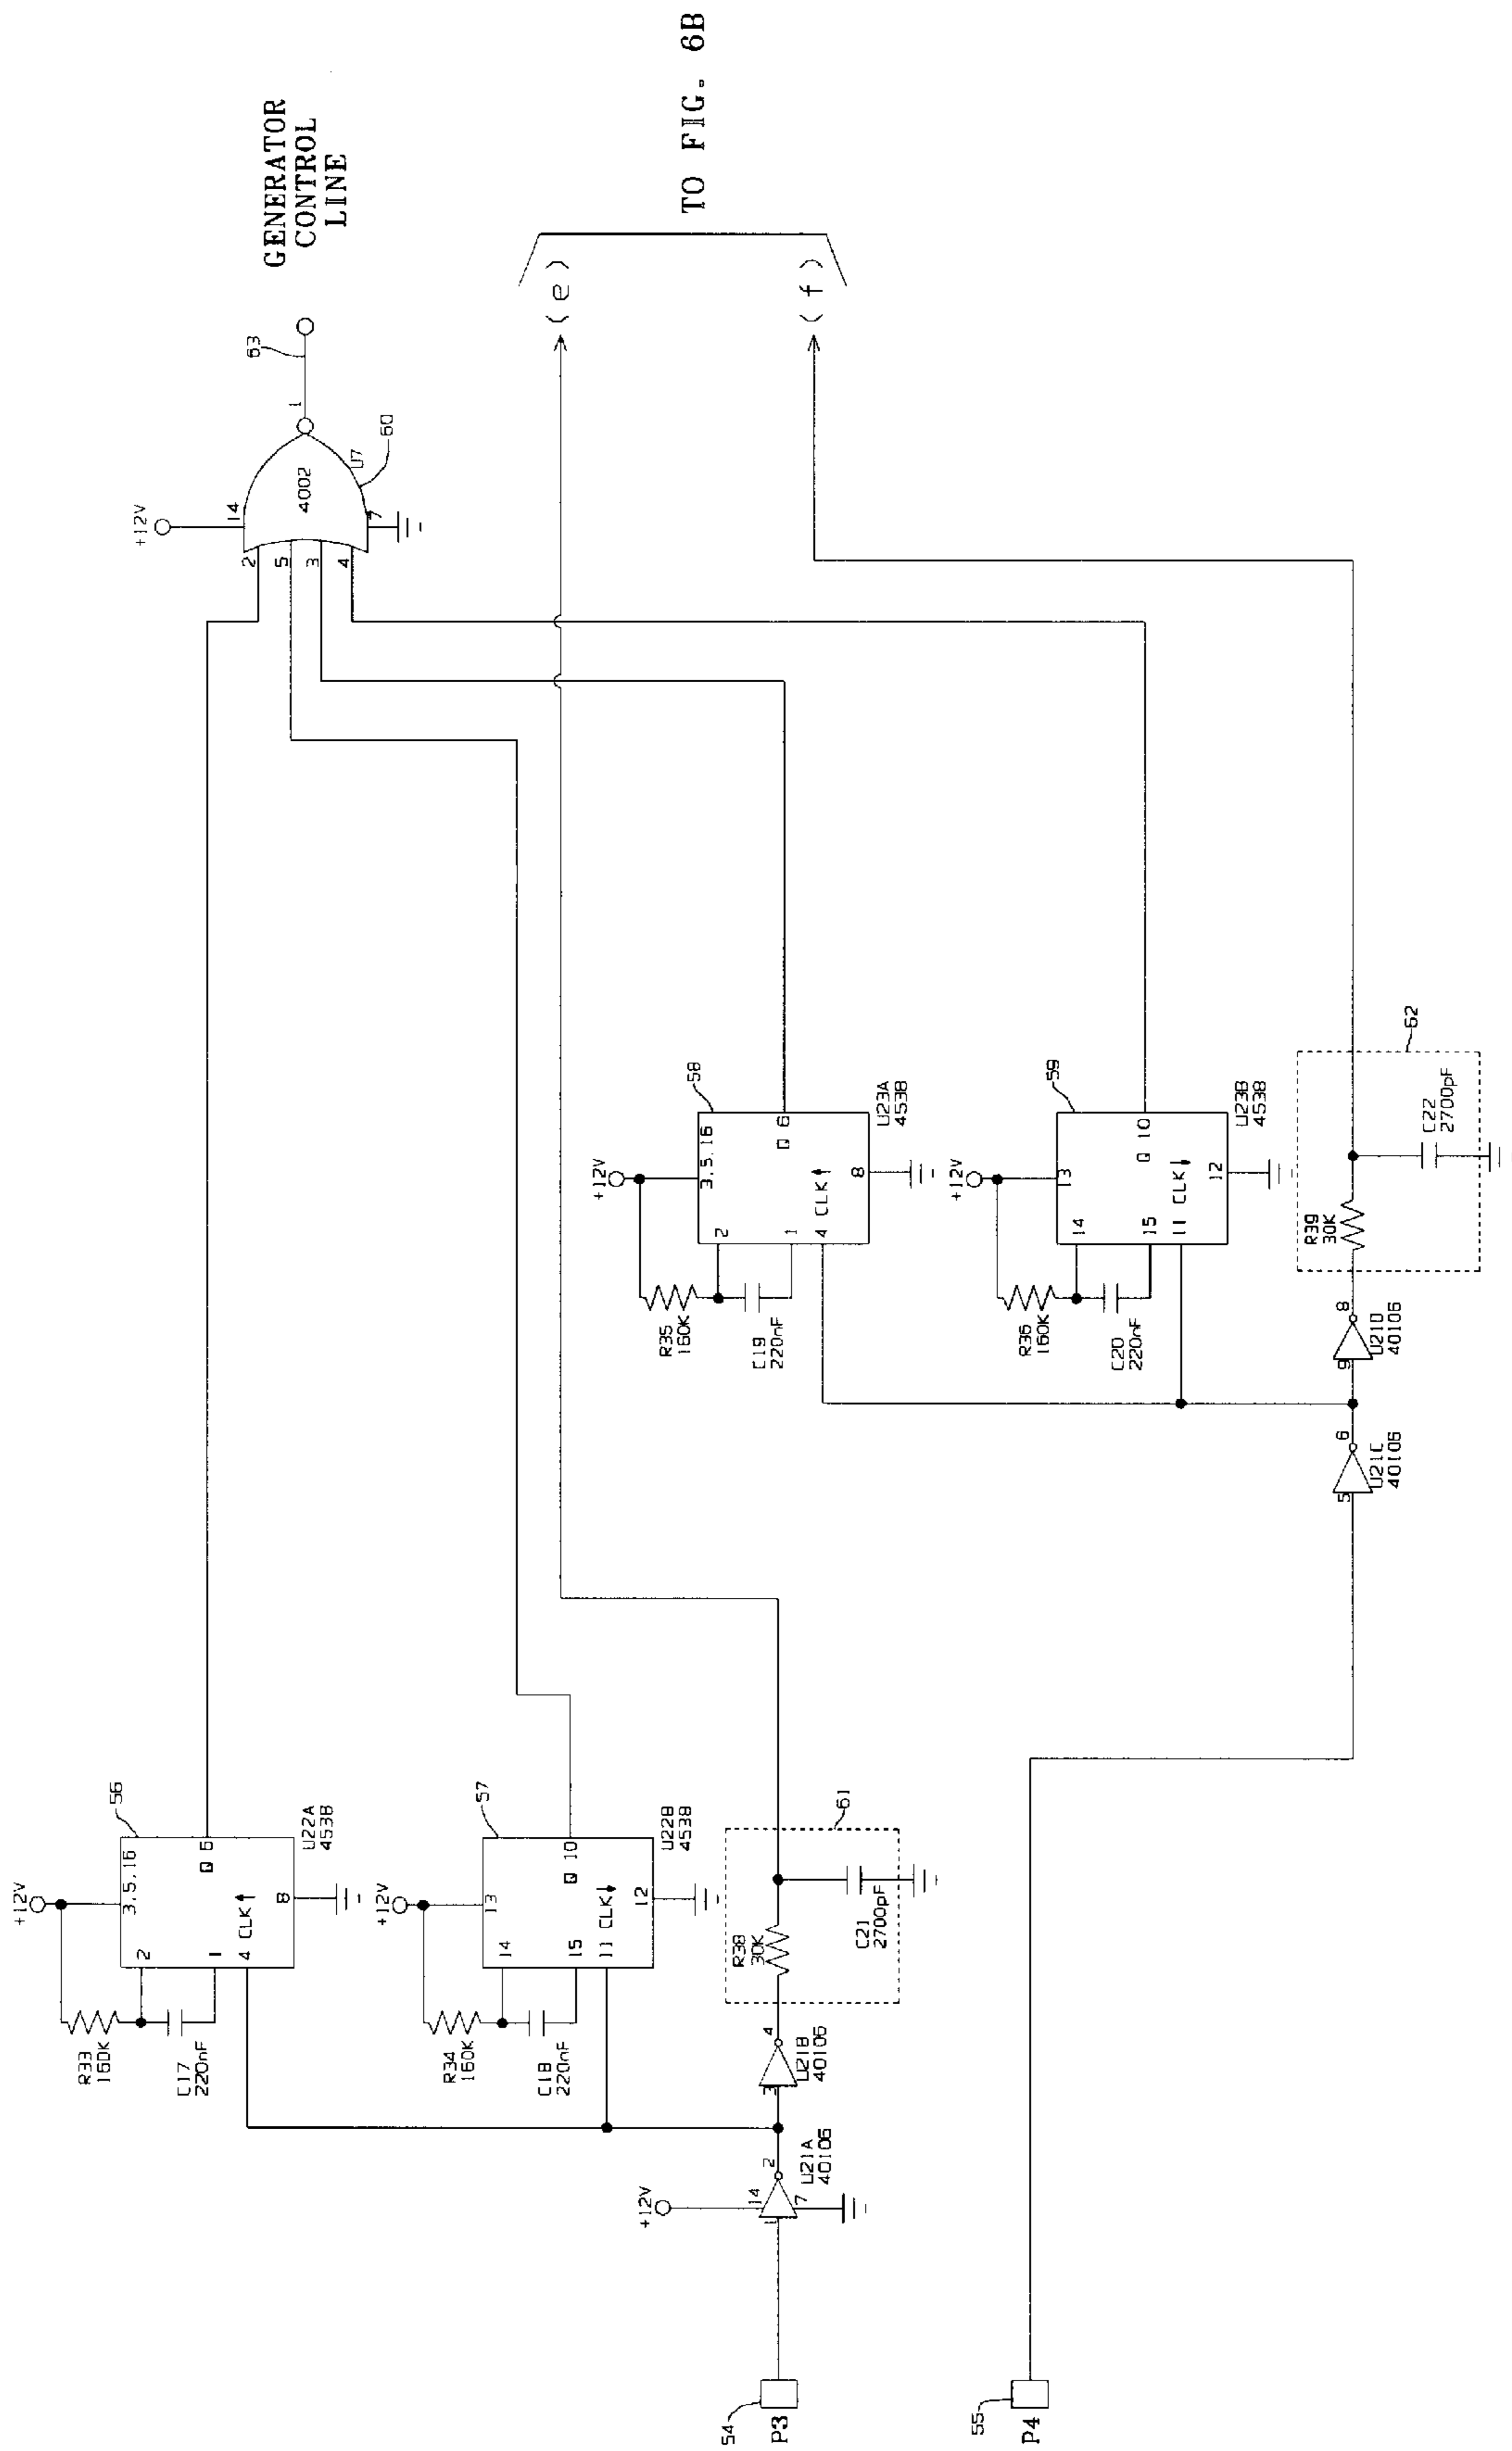 GENERATOR
CONTROL
LINE
63
1
+12V
14
4002
U7
60
7
2
5
3
4
TO FIG. 6B
(e)
(f)
+12V
56
3,5,16
2
1
4
CLK↑
Q 6
8
U22A
4538
R33
160K
C17
220nF
+12V
57
13
14
15
11
CLK↓
Q 10
12
U22B
4538
R34
160K
C18
220nF
+12V
58
3,5,16
2
1
4
CLK↑
Q 6
8
U23A
4538
R35
160K
C19
220nF
+12V
59
13
14
15
11
CLK↓
Q 10
12
U23B
4538
R36
160K
C20
220nF
54
P3
+12V
14
1
2
7
U21A
40106
3
4
U21B
40106
R38
30K
C21
2700pF
61
55
P4
5
6
U21C
40106
9
8
U21D
40106
R39
30K
C22
2700pF
62